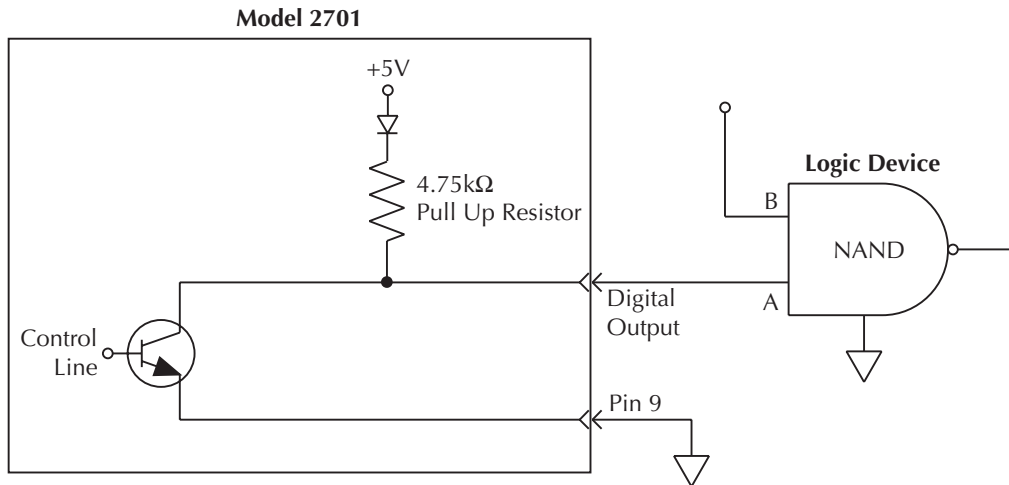 Model 2701
+5V
4.75kΩ
Pull Up Resistor
Logic Device
B
NAND
A
Digital
Output
Control
Line
Pin 9